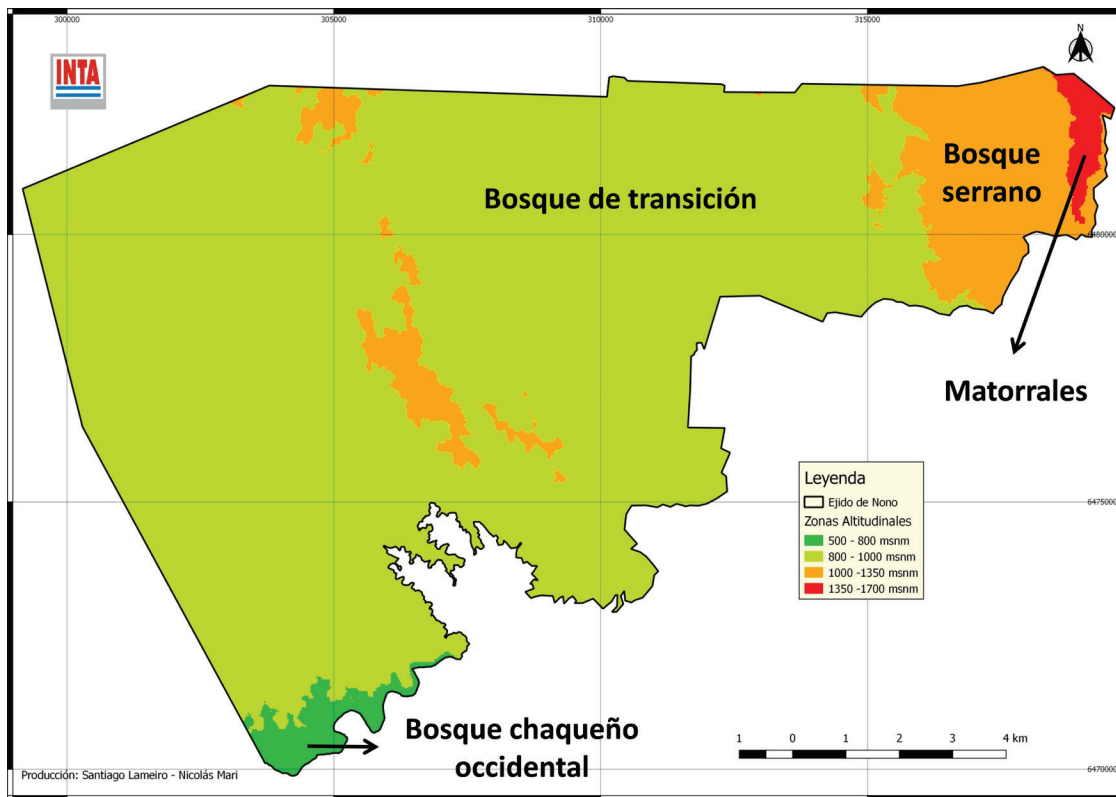 300000
305000
310000
315000
N
INTA
Bosque de transición
Bosque
serrano
6480000
Matorrales
Leyenda
Ejido de Nono
Zonas Altitudinales
500 - 800 msnm
800 - 1000 msnm
1000 -1350 msnm
1350 -1700 msnm
6475000
Bosque chaqueño
occidental
1 0 1 2 3 4 km
Producción: Santiago Lameiro - Nicolás Mari
6470000